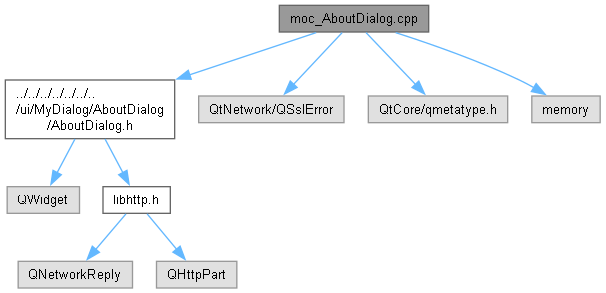 moc_AboutDialog.cpp
../../../../../../..
/ui/MyDialog/AboutDialog
/AboutDialog.h
QtNetwork/QSslError
QtCore/qmetatype.h
memory
QWidget
libhttp.h
QNetworkReply
QHttpPart